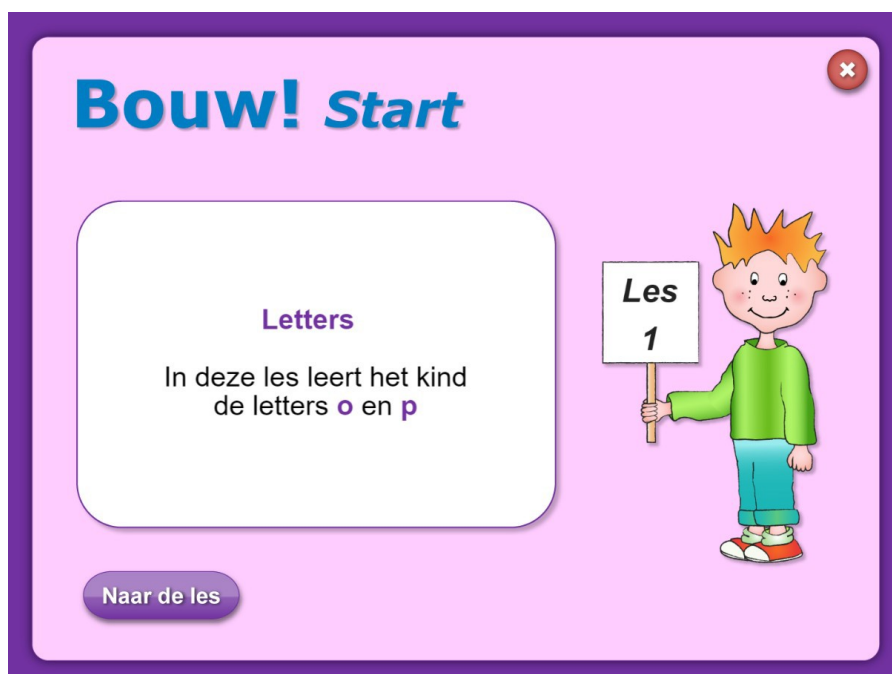 Bouw! Start
Letters
In deze les leert het kind
de letters o en p
Les
1
Naar de les